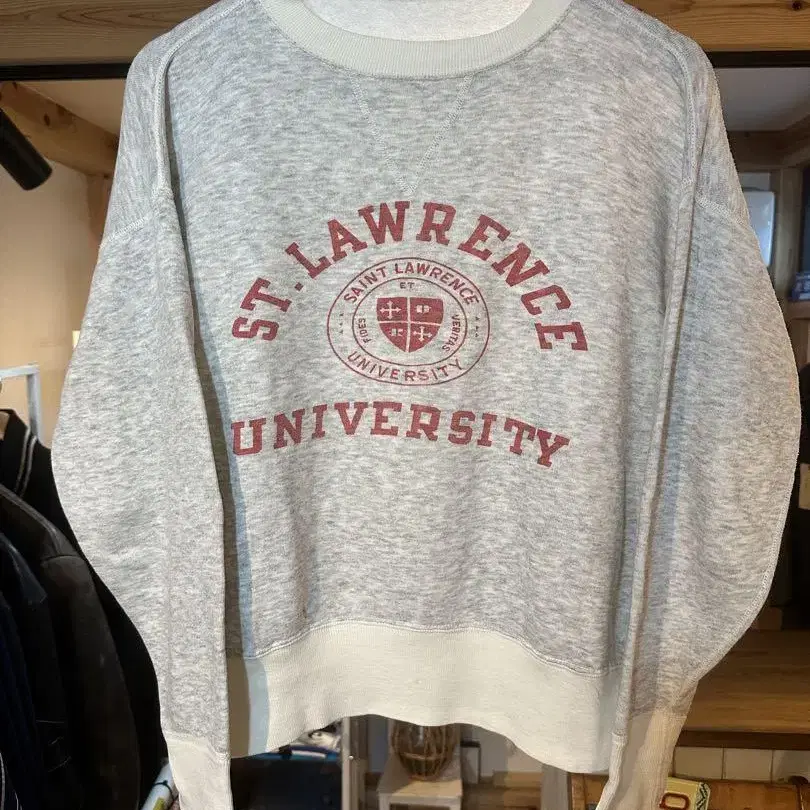 ST. LAWRENCE
SAINT LAWRENCE
ET
FIDES
VERITAS
UNIVERSITY
UNIVERSITY